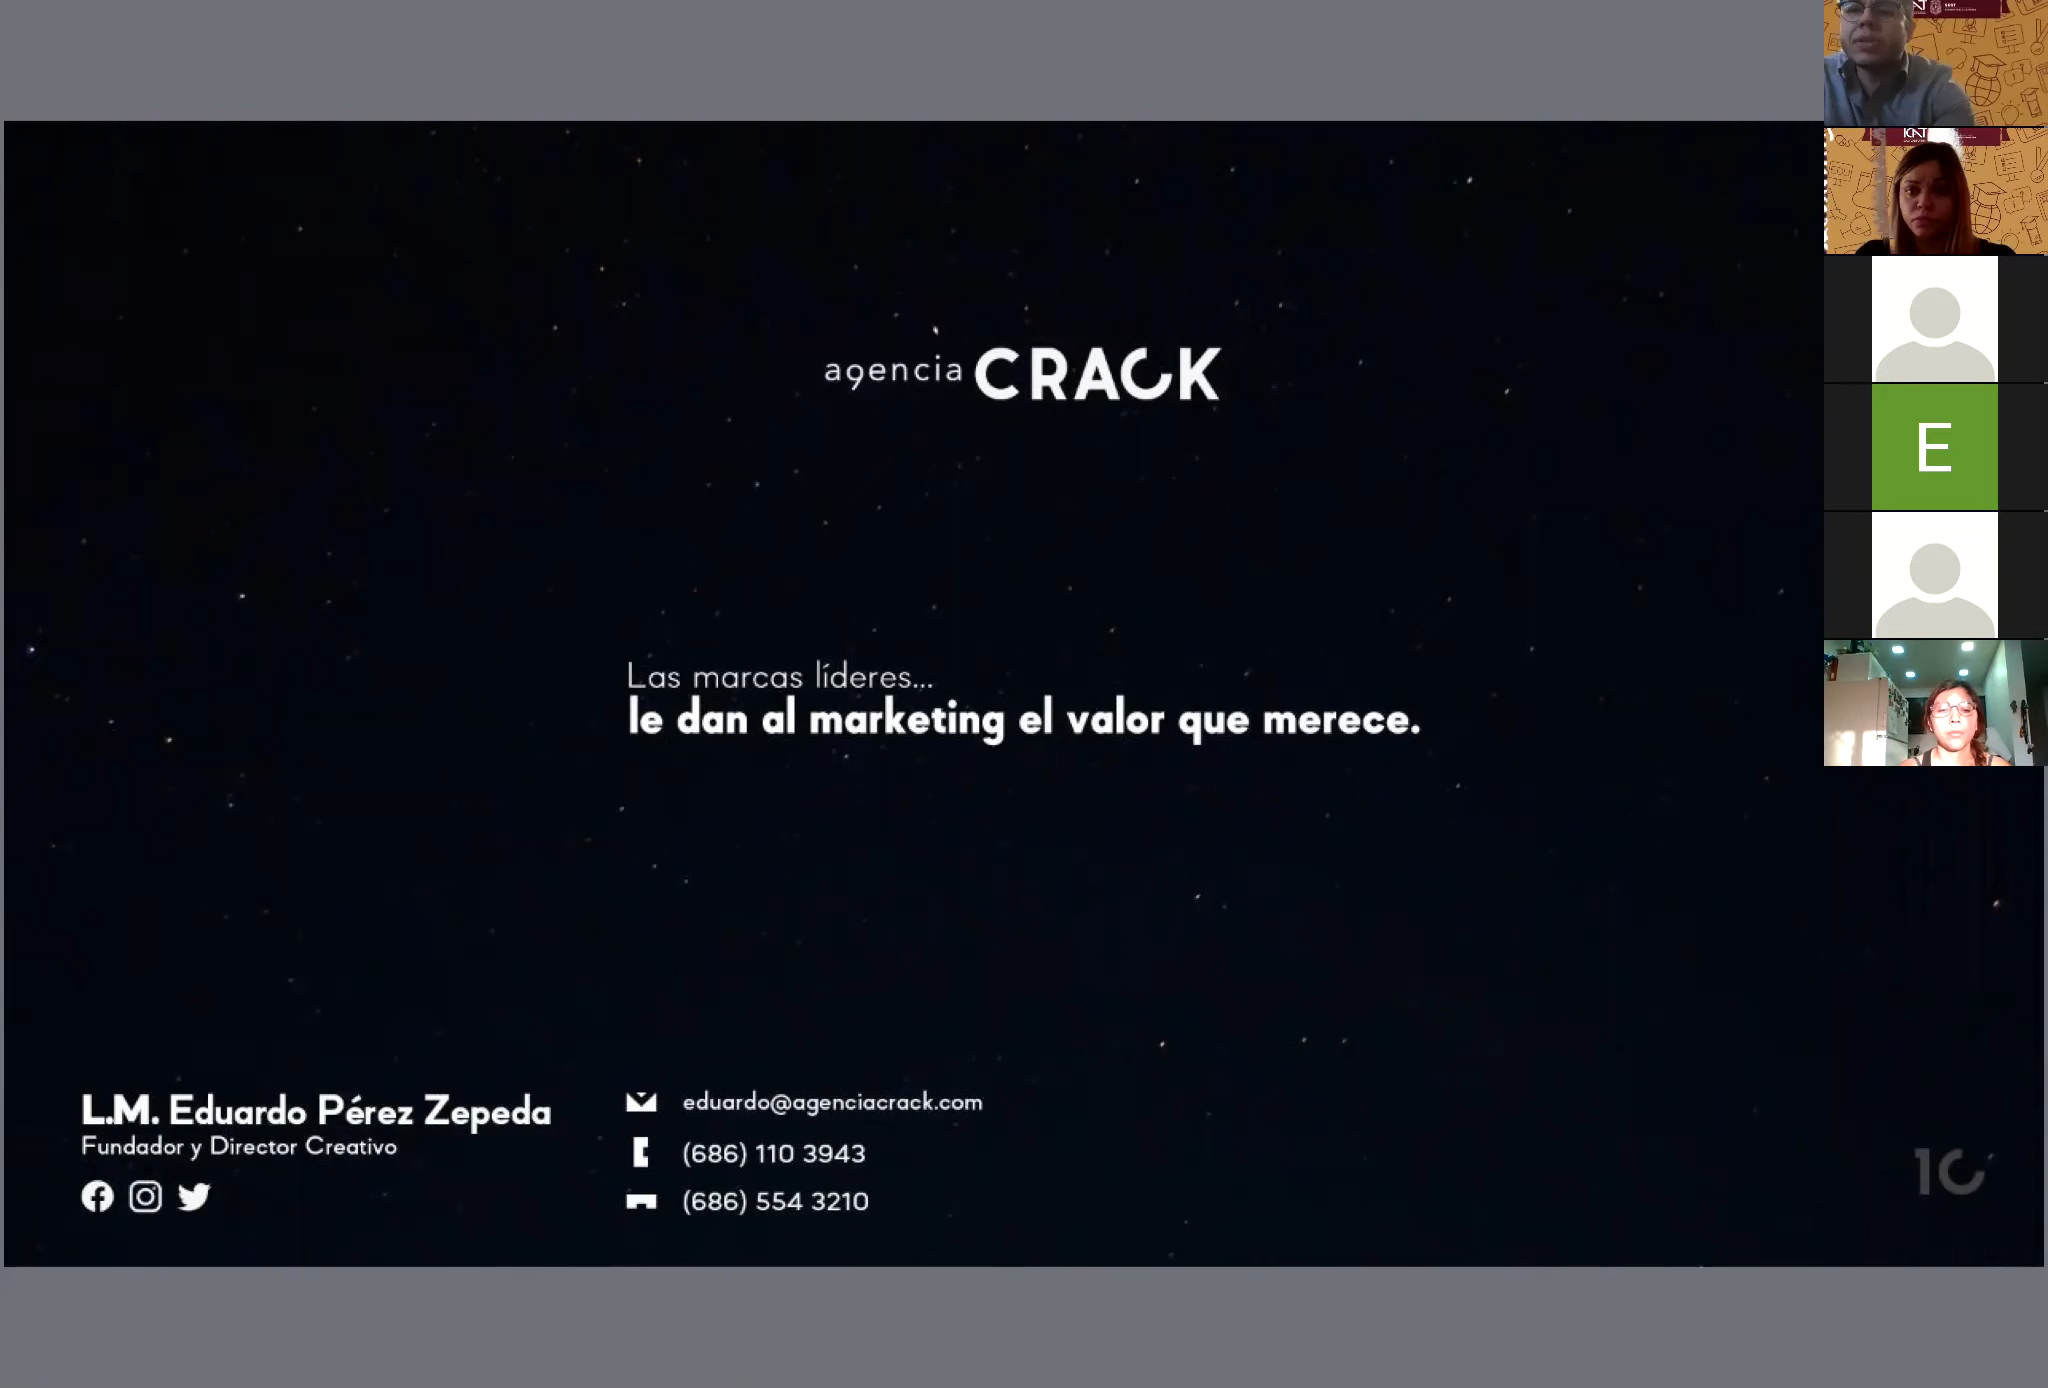 agencia CRACK
Las marcas líderes...
le dan al marketing el valor que merece.
L.M. Eduardo Pérez Zepeda
Fundador y Director Creativo
eduardo@agenciacrack.com
(686) 110 3943
(686) 554 3210
10
E